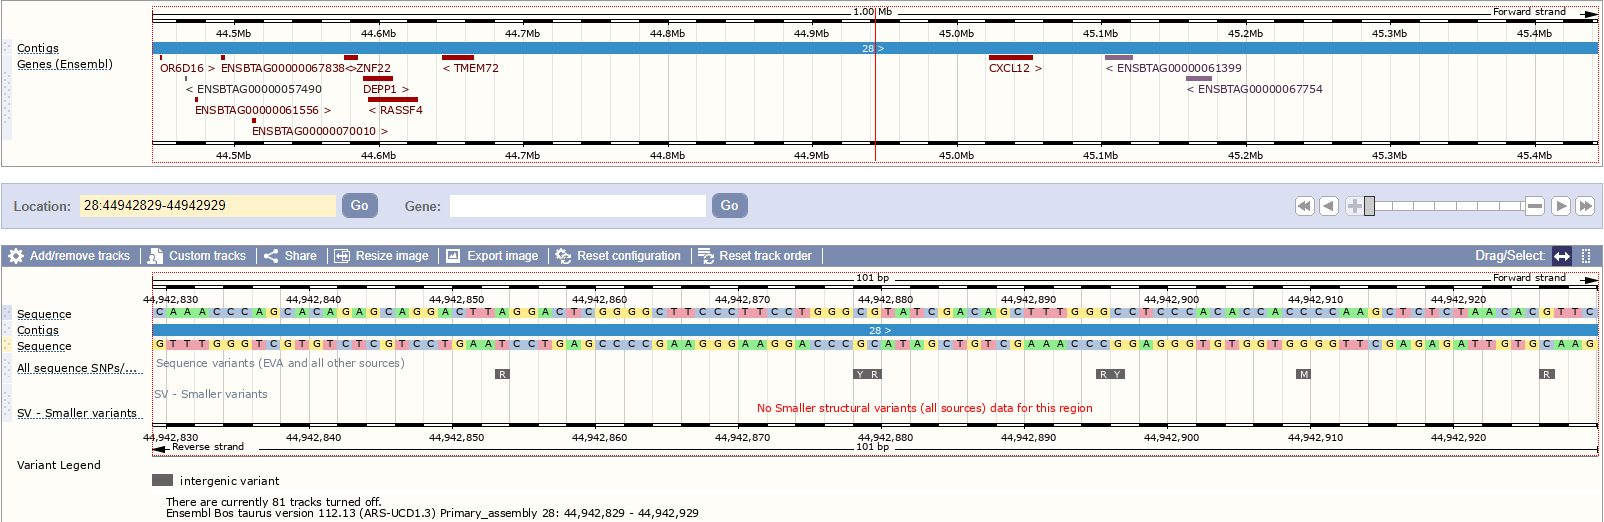 1.00 Mb Forward strand
44.5Mb 44.6Mb 44.7Mb 44.8Mb 44.9Mb 45.0Mb 45.1Mb 45.2Mb 45.3Mb 45.4Mb
Contigs 28 >
Genes (Ensembl)
OR6D16 > ENSBTAG00000067838<>ZNF22 < TMEM72 CXCL12 > < ENSBTAG00000061399
< ENSBTAG00000057490 DEPP1 > < ENSBTAG00000067754
ENSBTAG00000061556 > < RASSF4
ENSBTAG00000070010 >
44.5Mb 44.6Mb 44.7Mb 44.8Mb 44.9Mb 45.0Mb 45.1Mb 45.2Mb 45.3Mb 45.4Mb
Location: 28:44942829-44942929 Go Gene: Go
Add/remove tracks Custom tracks Share Resize image Export image Reset configuration Reset track order Drag/Select:
101 bp Forward strand
44,942,830 44,942,840 44,942,850 44,942,860 44,942,870 44,942,880 44,942,890 44,942,900 44,942,910 44,942,920
Sequence C A A A C C C A G C A C A G A G C A G G A C T T A G G A C T C G G G G C T T C C C T T C C T G G G C G T A T C G A C A G C T T T G G G C C T C C C A C A C C A C C C C A A G C T C T C T A A C A C G T T C
Contigs 28 >
Sequence G T T T G G G T C G T G T C T C G T C C T G A A T C C T G A G C C C C G A A G G G A A G G A C C C G C A T A G C T G T C G A A A C C C G G A G G G T G T G G T G G G G T T C G A G A G A T T G T G C A A G
Sequence variants (EVA and all other sources)
All sequence SNPs/... R Y R R Y M R
SV - Smaller variants
No Smaller structural variants (all sources) data for this region
SV - Smaller variants
44,942,830 44,942,840 44,942,850 44,942,860 44,942,870 44,942,880 44,942,890 44,942,900 44,942,910 44,942,920
Reverse strand 101 bp
Variant Legend
intergenic variant
There are currently 81 tracks turned off.
Ensembl Bos taurus version 112.13 (ARS-UCD1.3) Primary_assembly 28: 44,942,829 - 44,942,929